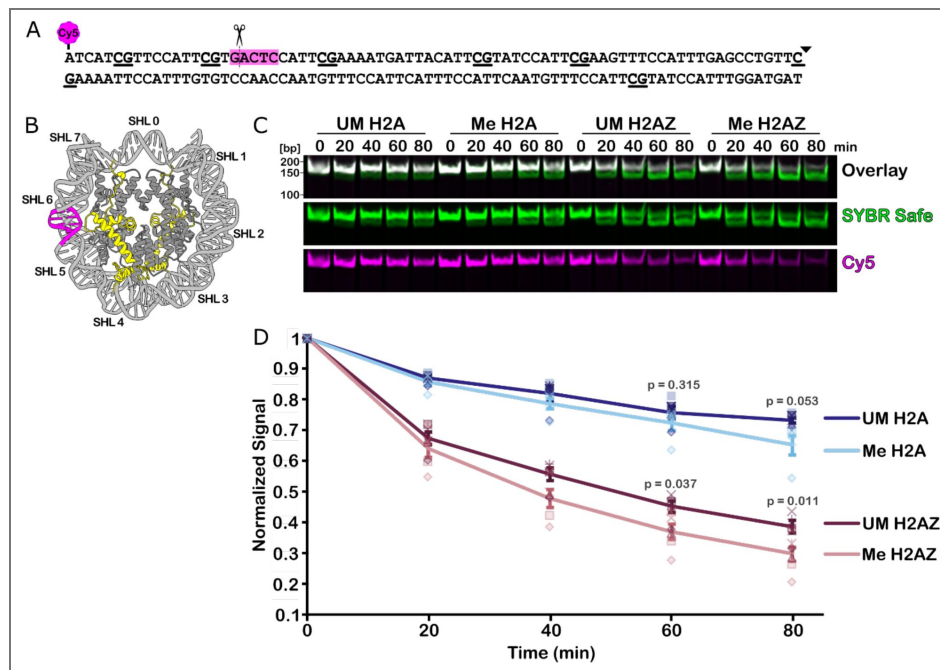 A
Cy5
ATCATCGTTCCATTCGTGACTCCATTCGAAAATGATTACATTCGTATCCATTCGAAGTTTCCATTTGAGCCTGTTC
GAAAATTCCATTTGTGTCCAACCAATGTTTCCATTCATTTCCATTCAATGTTTCCATTCGTATCCATTTGGATGAT
B
SHL 0
SHL 7
SHL 1
SHL 6
SHL 2
SHL 5
SHL 3
SHL 4
C
UM H2A Me H2A UM H2AZ Me H2AZ
0 20 40 60 80 0 20 40 60 80 0 20 40 60 80 0 20 40 60 80 min
[bp]
200
150
100
Overlay
SYBR Safe
Cy5
D
Normalized Signal
1
0.9
0.8
0.7
0.6
0.5
0.4
0.3
0.2
0.1
p = 0.315
p = 0.053
p = 0.037
p = 0.011
UM H2A
Me H2A
UM H2AZ
Me H2AZ
0 20 40 60 80
Time (min)